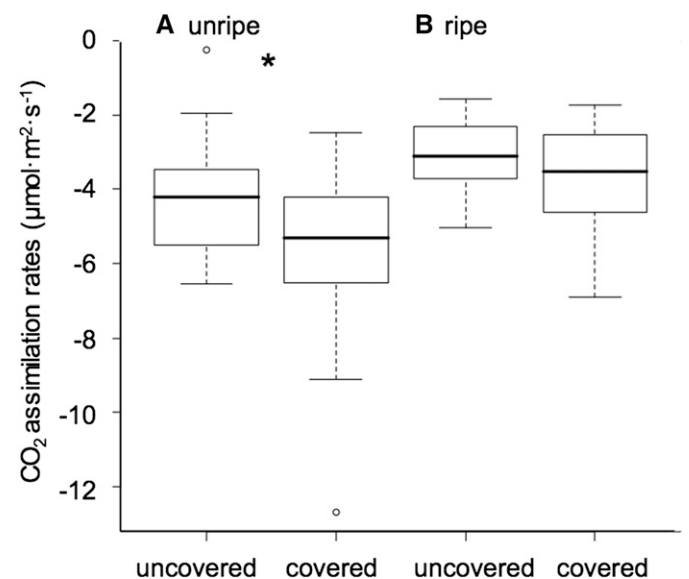 A unripe
B ripe
*
0
-2
-4
-6
-8
-10
-12
CO₂ assimilation rates (μmol·m⁻²·s⁻¹)
uncovered covered uncovered covered